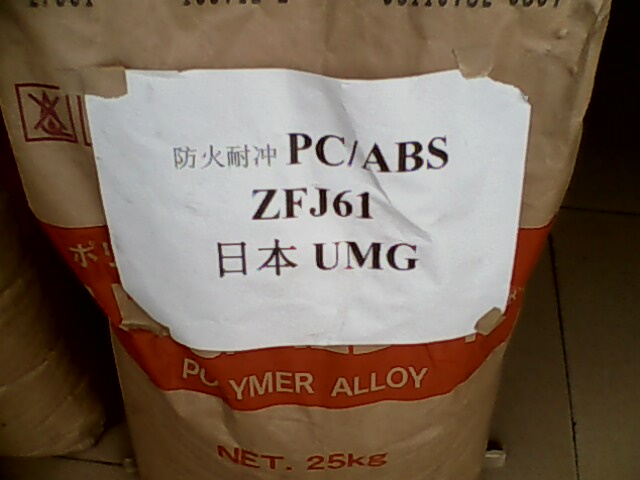 防火耐冲 PC/ABS
ZFJ61
日本 UMG
POLYMER ALLOY
NET. 25kg